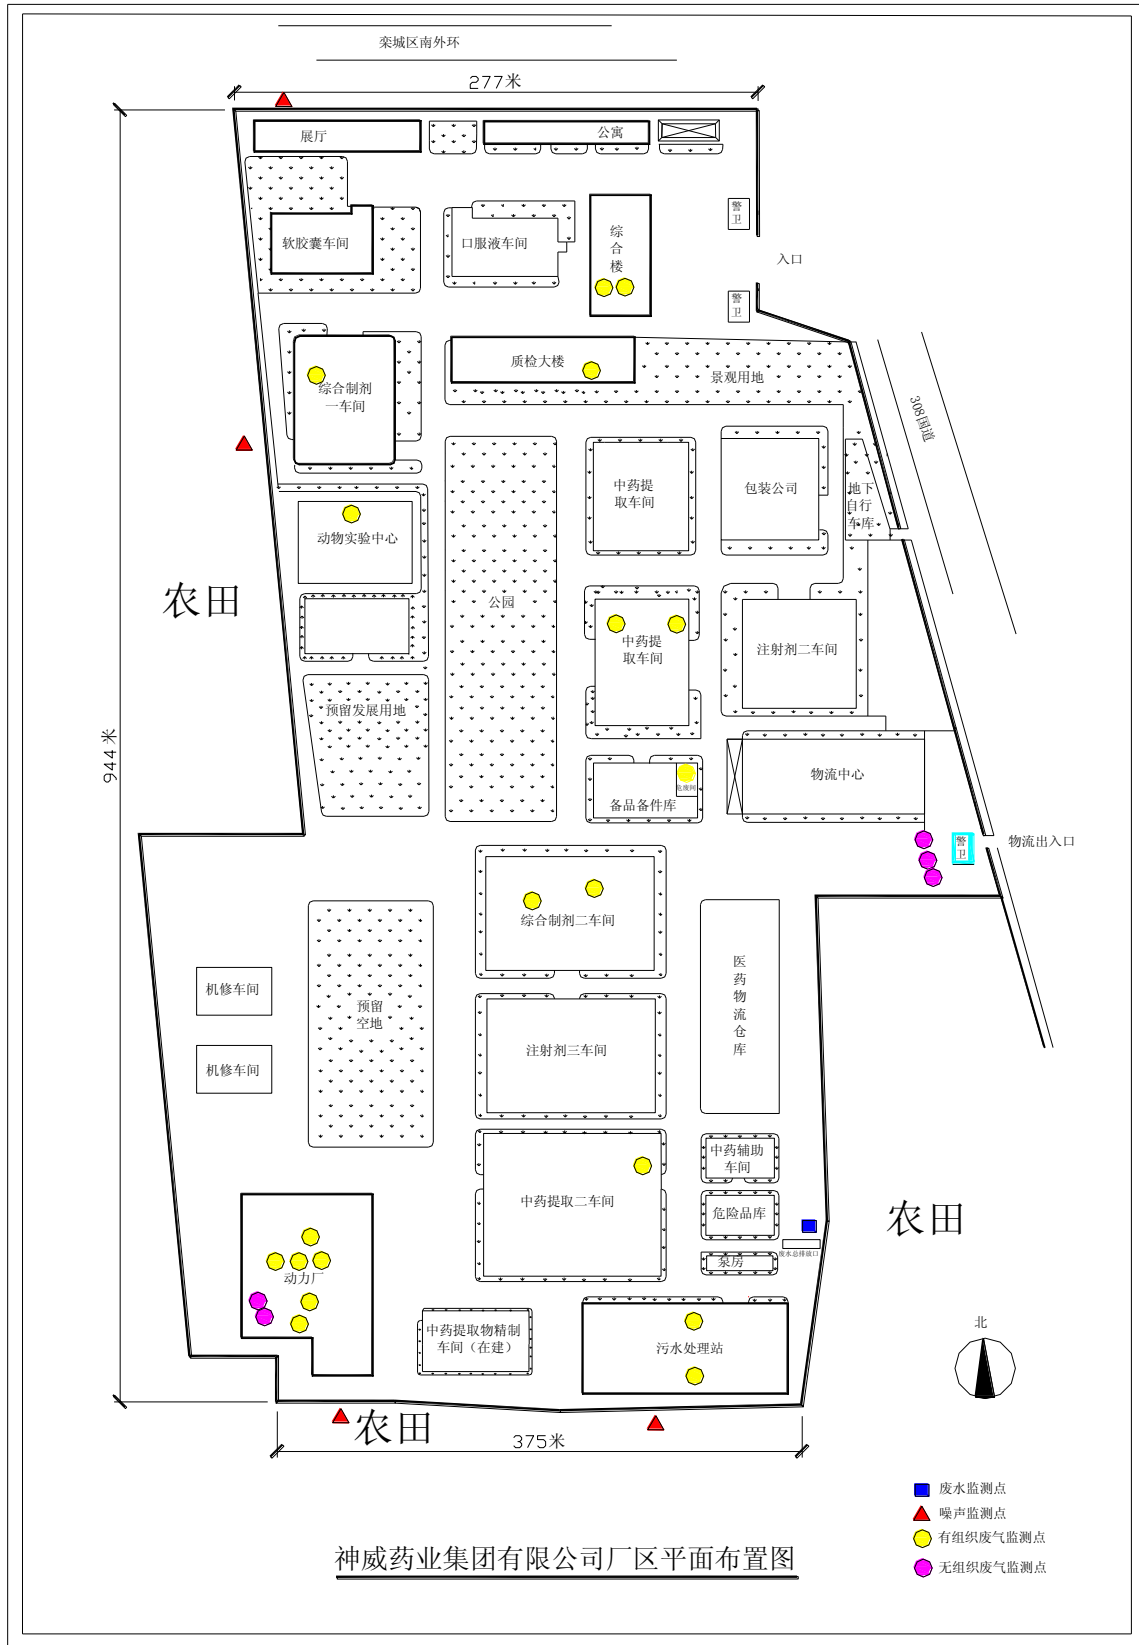 栾城区南外环
277米
展厅
公寓
警
卫
软胶囊车间
口服液车间
综
合
楼
入口
警
卫
质检大楼
景观用地
综合制剂
一车间
308国道
中药提
取车间
包装公司
地下
自行
车库
动物实验中心
农田
公园
中药提
取车间
注射剂二车间
预留发展用地
944米
物流中心
危废间
备品备件库
警
卫
物流出入口
综合制剂二车间
医
药
物
流
仓
库
机修车间
预留
空地
注射剂三车间
机修车间
中药辅助
车间
中药提取二车间
危险品库
农田
废水总排放口
泵房
动力厂
中药提取物精制
车间（在建）
污水处理站
北
农田
375米
废水监测点
噪声监测点
有组织废气监测点
无组织废气监测点
神威药业集团有限公司厂区平面布置图